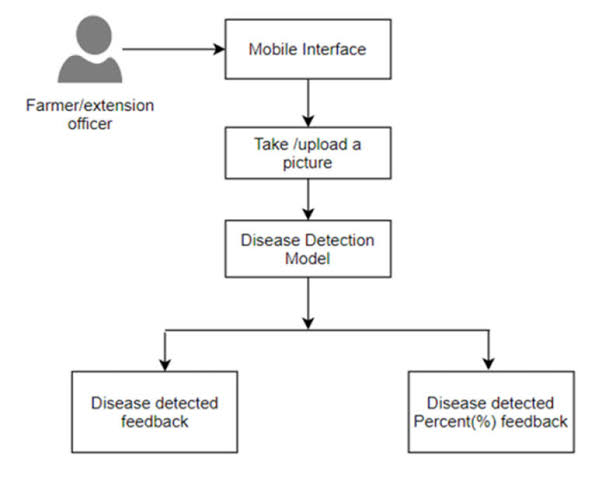 Mobile Interface
Farmer/extension
officer
Take /upload a
picture
Disease Detection
Model
Disease detected
feedback
Disease detected
Percent(%) feedback